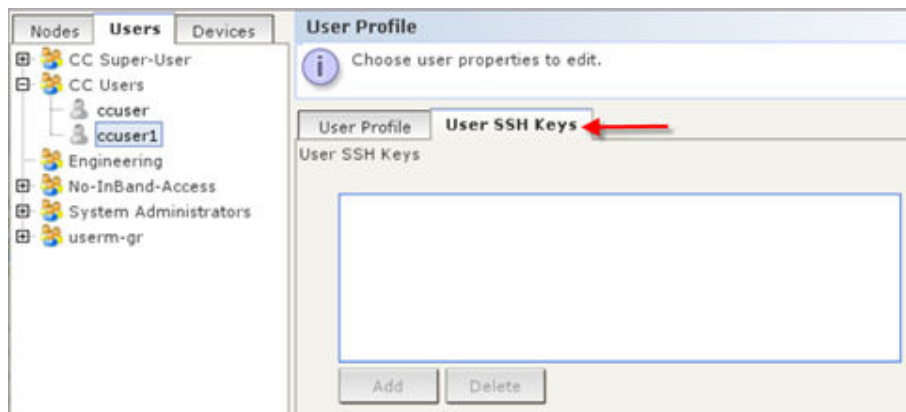 Nodes Users Devices
CC Super-User
CC Users
ccuser
ccuser1
Engineering
No-InBand-Access
System Administrators
userm-gr
User Profile
i Choose user properties to edit.
User Profile User SSH Keys
User SSH Keys
Add Delete